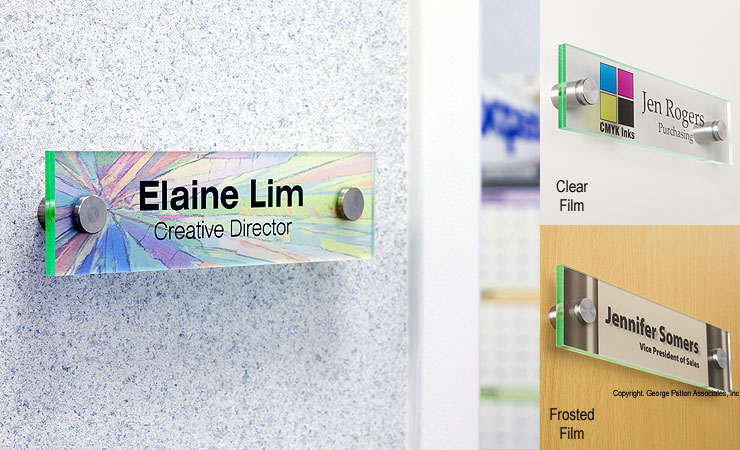 Elaine Lim
Creative Director
Jen Rogers
Purchasing
CMYK Inks
Clear
Film
Jennifer Somers
Vice President of Sales
Copyright. George Patton Associates, Inc
Frosted
Film